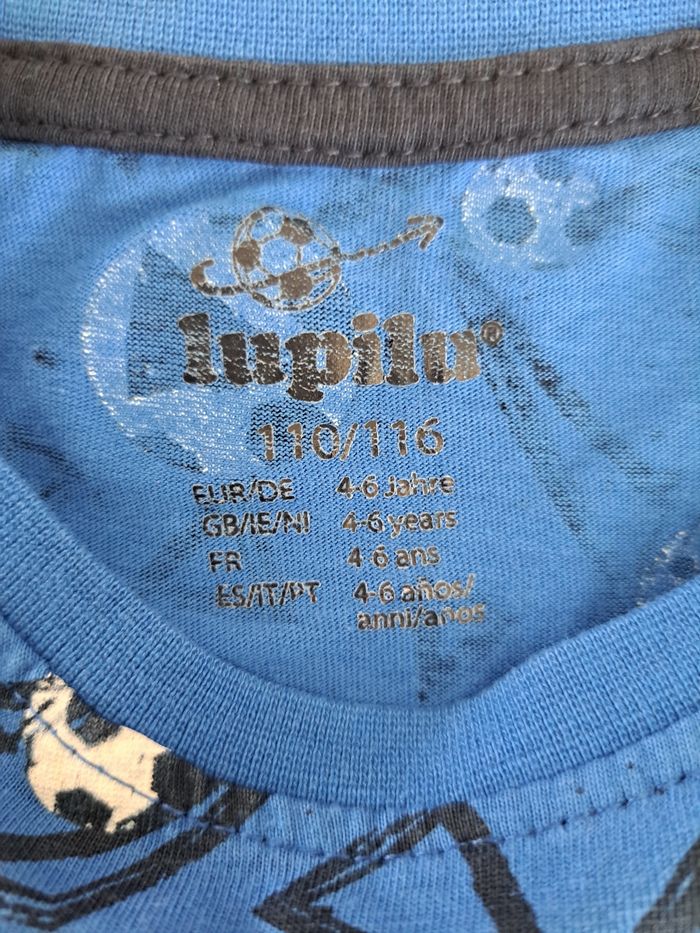 lupilu®
110/116
EUR/DE 4-6 Jahre
GB/IE/NI 4-6 years
FR 4-6 ans
ES/IT/PT 4-6 años/
anni/anos